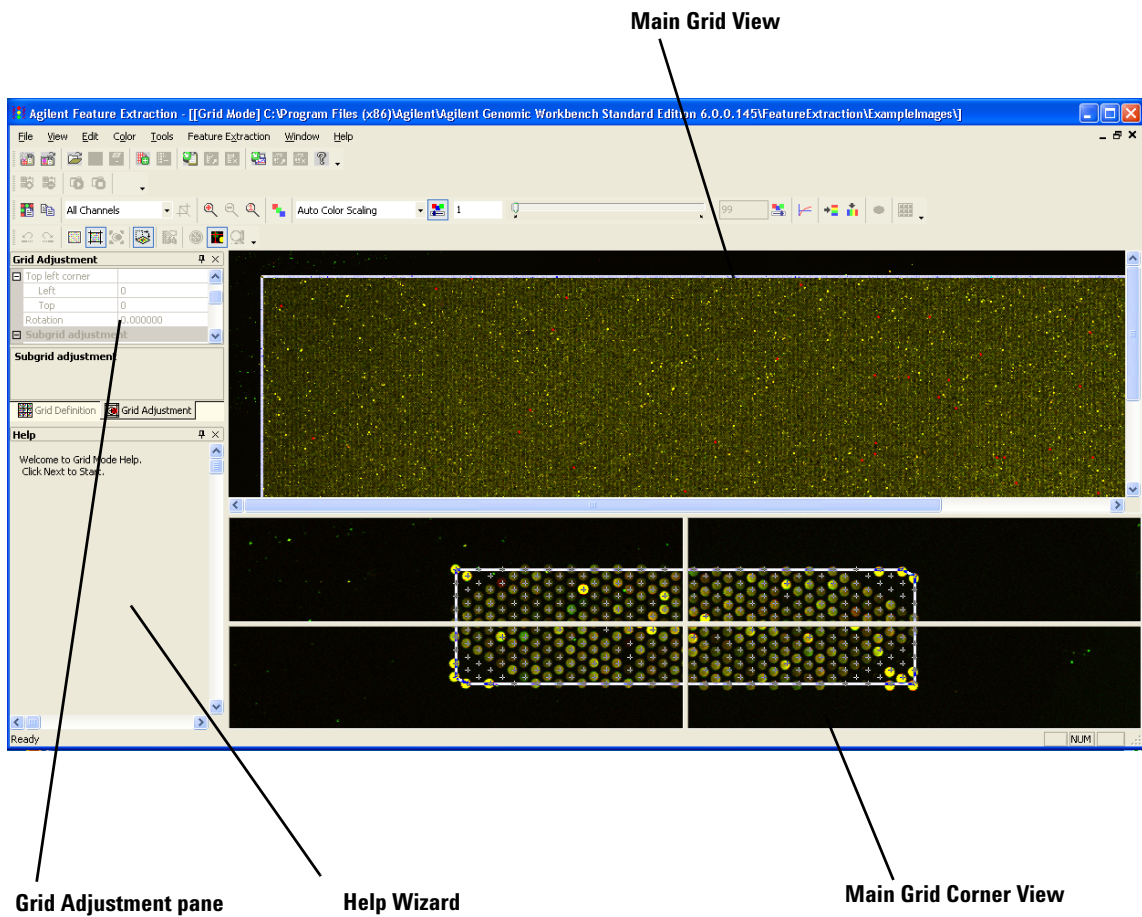 Main Grid View
Agilent Feature Extraction - [[Grid Mode] C:\Program Files (x86)\Agilent\Agilent Genomic Workbench Standard Edition 6.0.0.145\FeatureExtraction\ExampleImages\]
File View Edit Color Tools Feature Extraction Window Help
All Channels
Auto Color Scaling
1
99
Grid Adjustment
Top left corner
Left 0
Top 0
Rotation 0.000000
Subgrid adjustment
Subgrid adjustment
Grid Definition
Grid Adjustment
Help
Welcome to Grid Mode Help.
Click Next to Start.
Ready
NUM
Grid Adjustment pane
Help Wizard
Main Grid Corner View